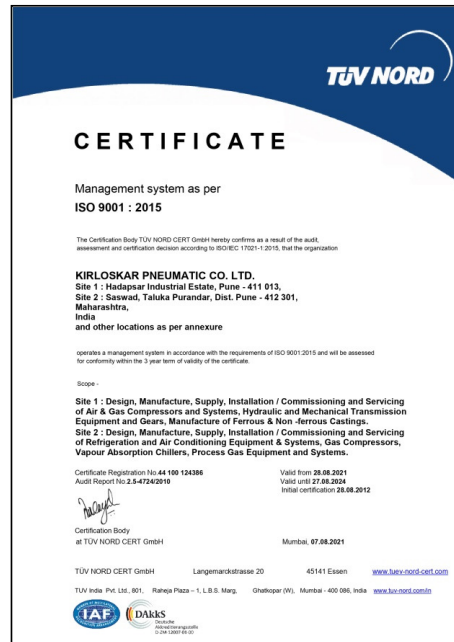 TÜV NORD
CERTIFICATE
Management system as per
ISO 9001 : 2015
The Certification Body TÜV NORD CERT GmbH hereby confirms as a result of the audit,
assessment and certification decision according to ISO/IEC 17021-1:2015, that the organization
KIRLOSKAR PNEUMATIC CO. LTD.
Site 1 : Hadapsar Industrial Estate, Pune - 411 013,
Site 2 : Saswad, Taluka Purandar, Dist. Pune - 412 301,
Maharashtra,
India
and other locations as per annexure
operates a management system in accordance with the requirements of ISO 9001:2015 and will be assessed
for conformity within the 3 year term of validity of the certificate.
Scope -
Site 1 : Design, Manufacture, Supply, Installation / Commissioning and Servicing
of Air & Gas Compressors and Systems, Hydraulic and Mechanical Transmission
Equipment and Gears, Manufacture of Ferrous & Non -ferrous Castings.
Site 2 : Design, Manufacture, Supply, Installation / Commissioning and Servicing
of Refrigeration and Air Conditioning Equipment & Systems, Gas Compressors,
Vapour Absorption Chillers, Process Gas Equipment and Systems.
Certificate Registration No.44 100 124386 Valid from 28.08.2021
Audit Report No.2.5-4724/2010 Valid until 27.08.2024
Initial certification 28.08.2012
Certification Body
at TÜV NORD CERT GmbH Mumbai, 07.08.2021
TÜV NORD CERT GmbH Langemarckstrasse 20 45141 Essen www.tuev-nord-cert.com
TUV India Pvt. Ltd., 801, Raheja Plaza – 1, L.B.S. Marg, Ghatkopar (W), Mumbai - 400 086, India www.tuv-nord.com/in
IAF
DAkkS
Deutsche
Akkreditierungsstelle
D-ZM-12007-01-00